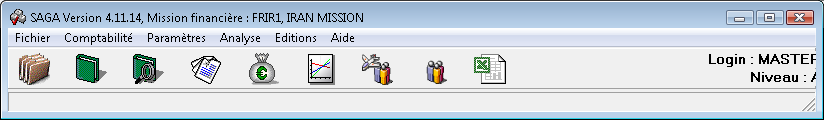 SAGA Version 4.11.14, Mission financière : FRIR1, IRAN MISSION
Fichier Comptabilité Paramètres Analyse Editions Aide
Login : MASTER
Niveau : A